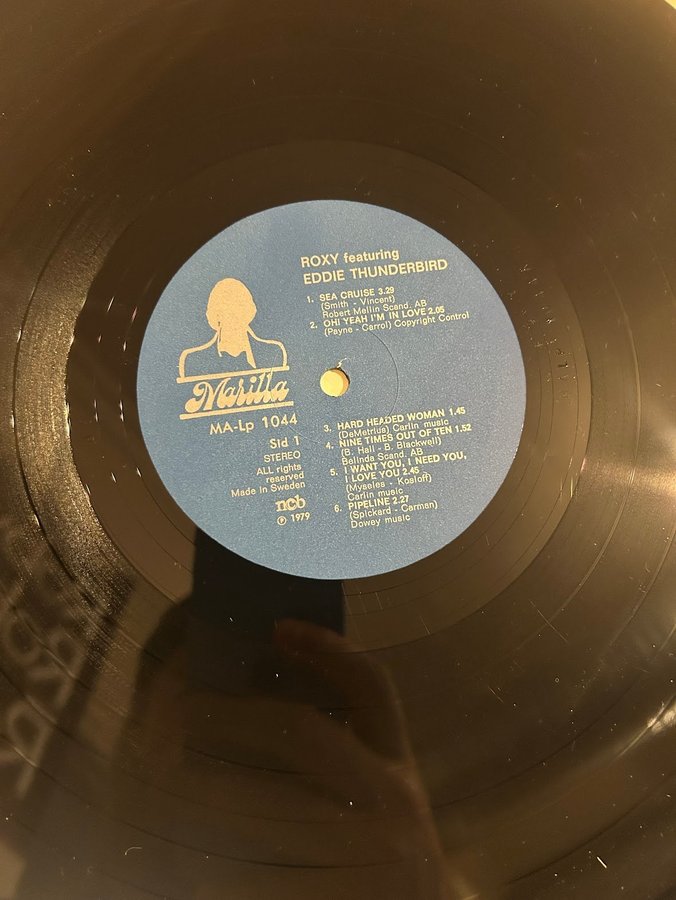 ROXY featuring
EDDIE THUNDERBIRD
1. SEA CRUISE 3.29
(Smith - Vincent)
Robert Mellin Scand. AB
2. OH! YEAH I'M IN LOVE 2.05
(Payne - Carrol) Copyright Control
Marilla
MA-Lp 1044
Sid 1
STEREO
ALL rights
reserved
Made in Sweden
ncb
℗ 1979
3. HARD HEADED WOMAN 1.45
(DeMetrius) Carlin music
4. NINE TIMES OUT OF TEN 1.52
(B. Hall - B. Blackwell)
Belinda Scand. AB
5. I WANT YOU, I NEED YOU,
I LOVE YOU 2.45
(Myseles - Kosloff)
Carlin music
6. PIPELINE 2.27
(Spickard - Carman)
Dowey music